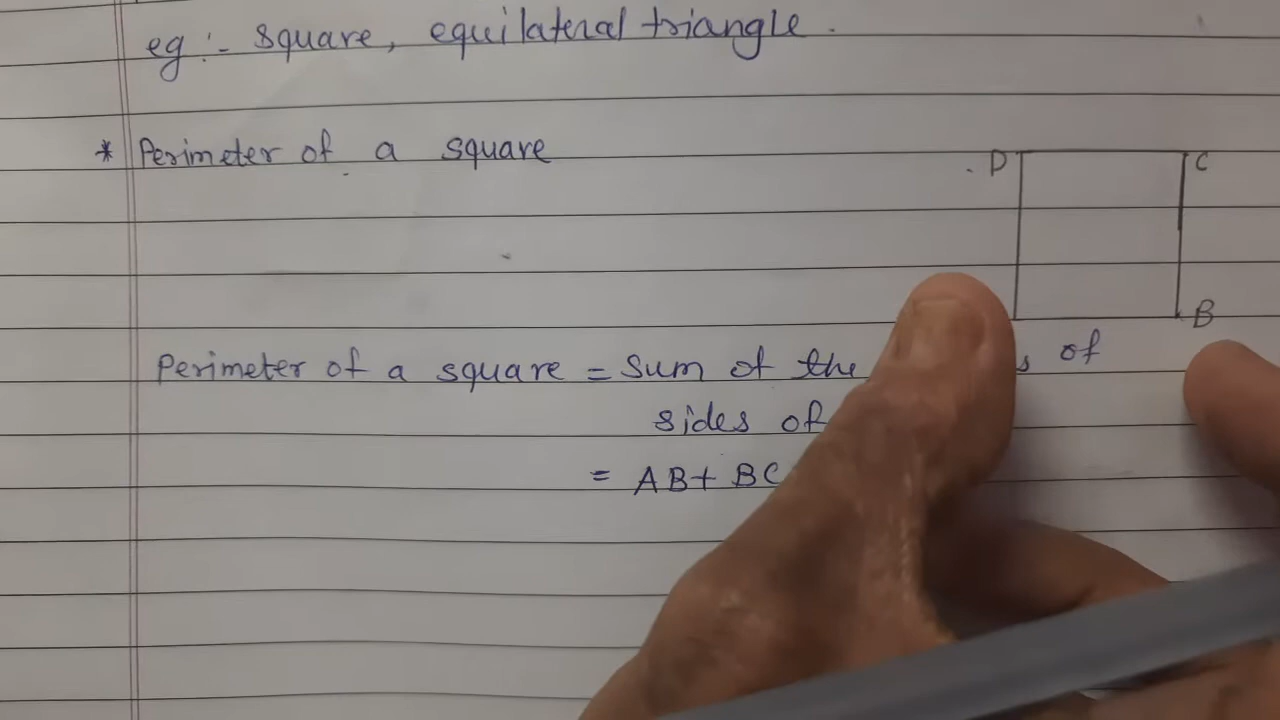 eg :- square, equilateral triangle.
* Perimeter of a square
D C
B
Perimeter of a square = sum of the of
sides of
= AB + BC